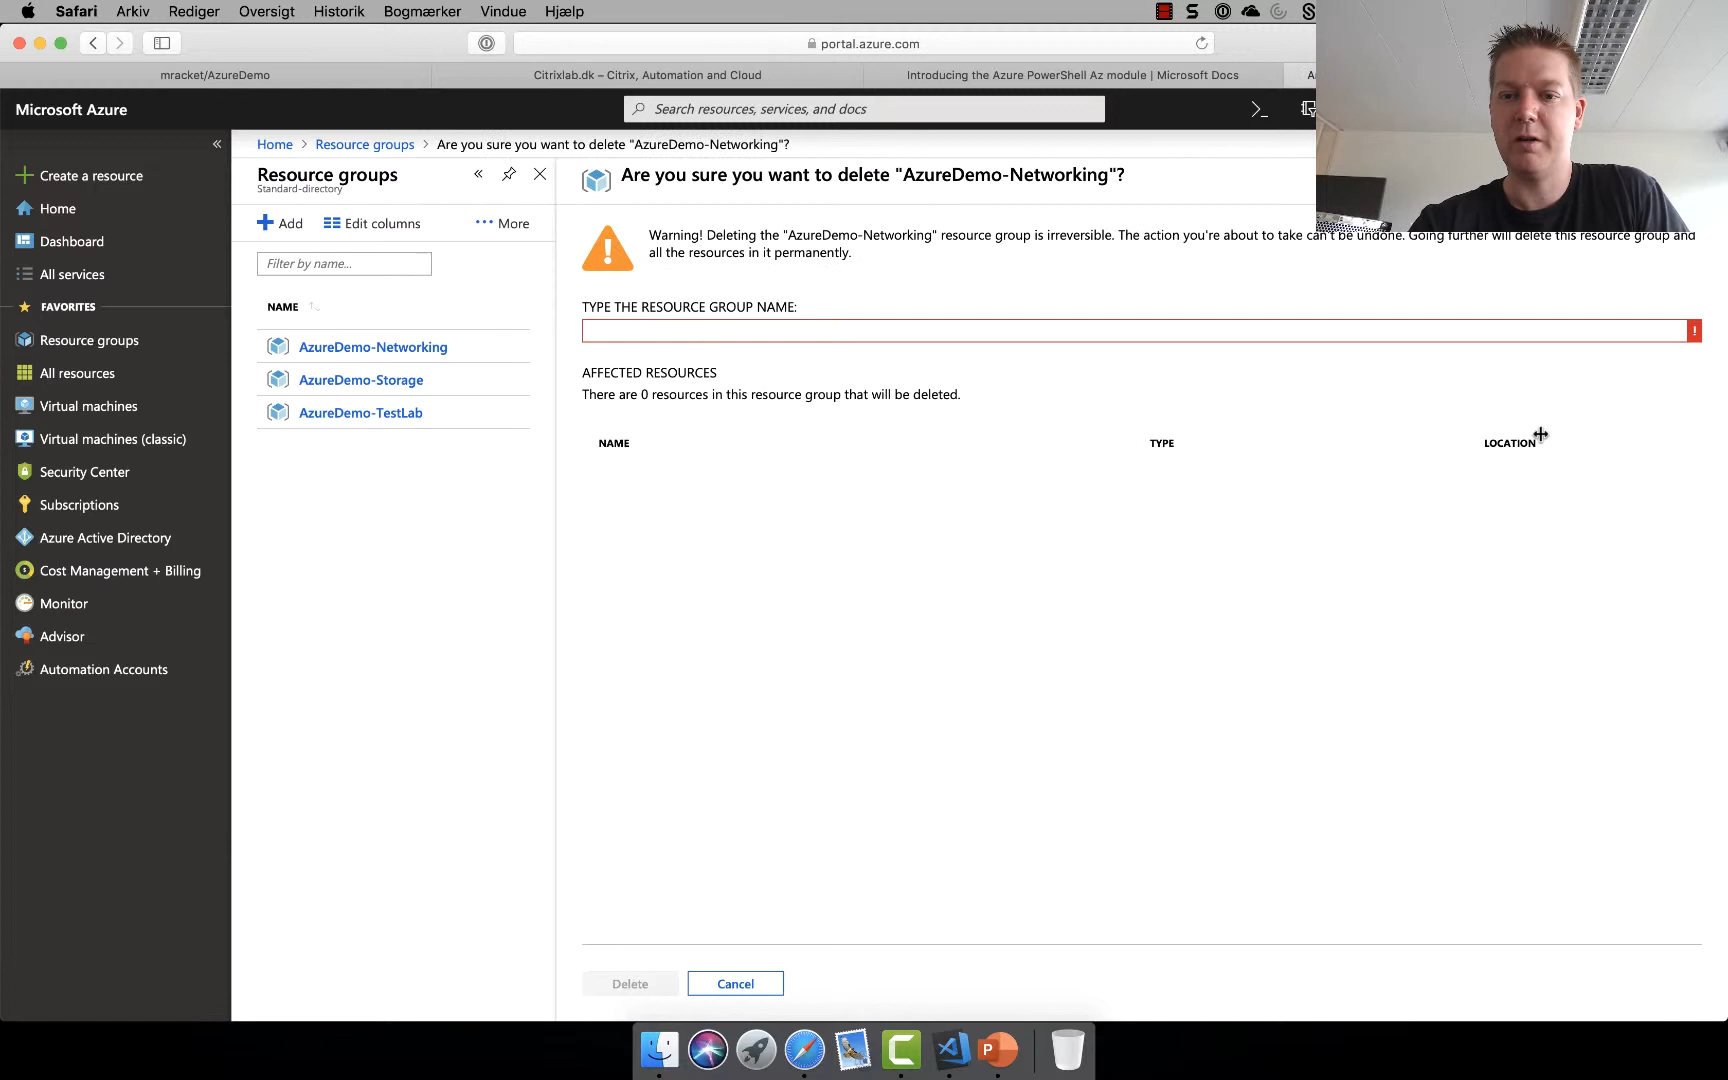 Safari Arkiv Rediger Oversigt Historik Bogmærker Vindue Hjælp
portal.azure.com
mracket/AzureDemo
Citrixlab.dk – Citrix, Automation and Cloud
Introducing the Azure PowerShell Az module | Microsoft Docs
Microsoft Azure
Search resources, services, and docs
Create a resource
Home
Dashboard
All services
FAVORITES
Resource groups
All resources
Virtual machines
Virtual machines (classic)
Security Center
Subscriptions
Azure Active Directory
Cost Management + Billing
Monitor
Advisor
Automation Accounts
Home > Resource groups > Are you sure you want to delete "AzureDemo-Networking"?
Resource groups
Standard-directory
Add Edit columns More
Filter by name...
NAME
AzureDemo-Networking
AzureDemo-Storage
AzureDemo-TestLab
Are you sure you want to delete "AzureDemo-Networking"?
Warning! Deleting the "AzureDemo-Networking" resource group is irreversible. The action you're about to take can't be undone. Going further will delete this resource group and
all the resources in it permanently.
TYPE THE RESOURCE GROUP NAME:
AFFECTED RESOURCES
There are 0 resources in this resource group that will be deleted.
NAME TYPE LOCATION
Delete Cancel